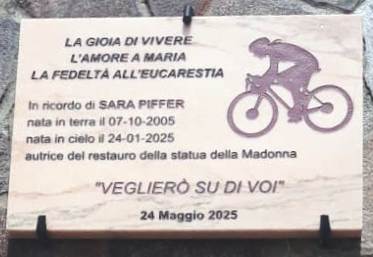 LA GIOIA DI VIVERE
L'AMORE A MARIA
LA FEDELTÀ ALL'EUCARESTIA
In ricordo di SARA PIFFER
nata in terra il 07-10-2005
nata in cielo il 24-01-2025
autrice del restauro della statua della Madonna
"VEGLIERÒ SU DI VOI"
24 Maggio 2025